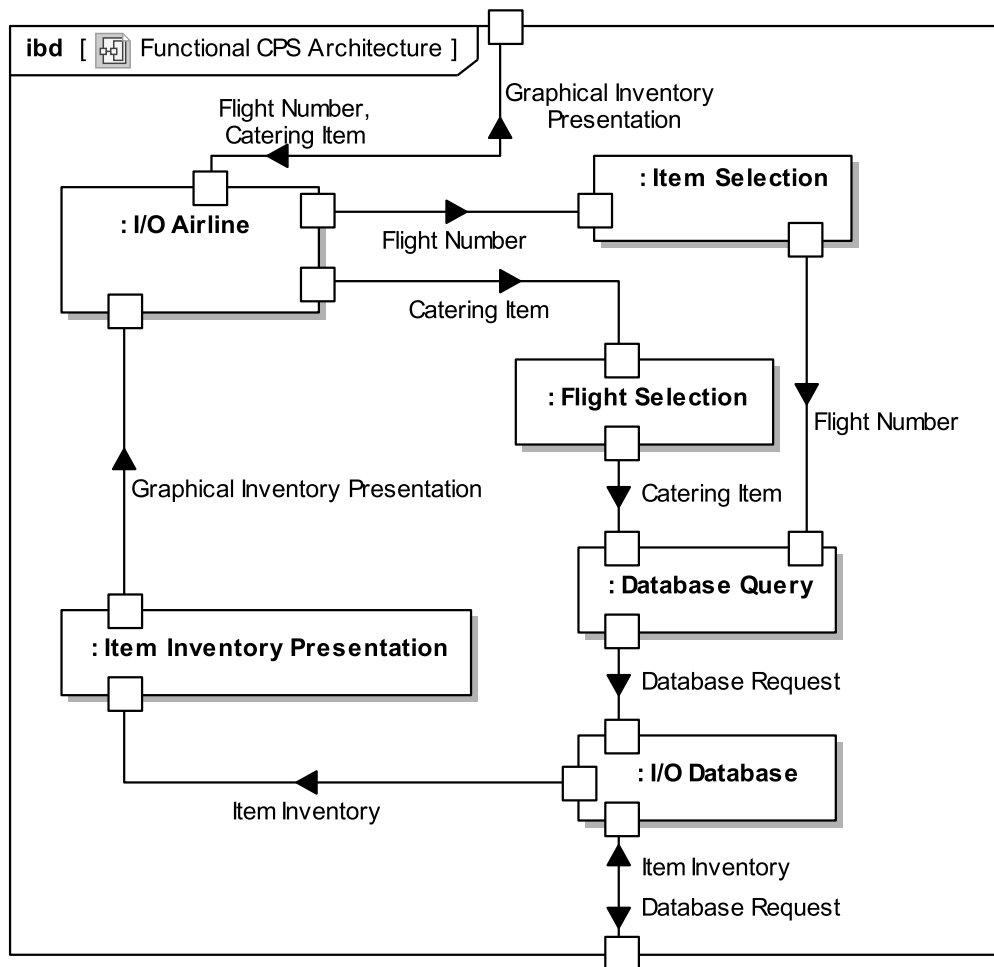 ibd [ Functional CPS Architecture ]
Graphical Inventory
Presentation
Flight Number,
Catering Item
: Item Selection
: I/O Airline
Flight Number
Catering Item
: Flight Selection
Flight Number
Graphical Inventory Presentation
Catering Item
: Database Query
: Item Inventory Presentation
Database Request
: I/O Database
Item Inventory
Item Inventory
Database Request